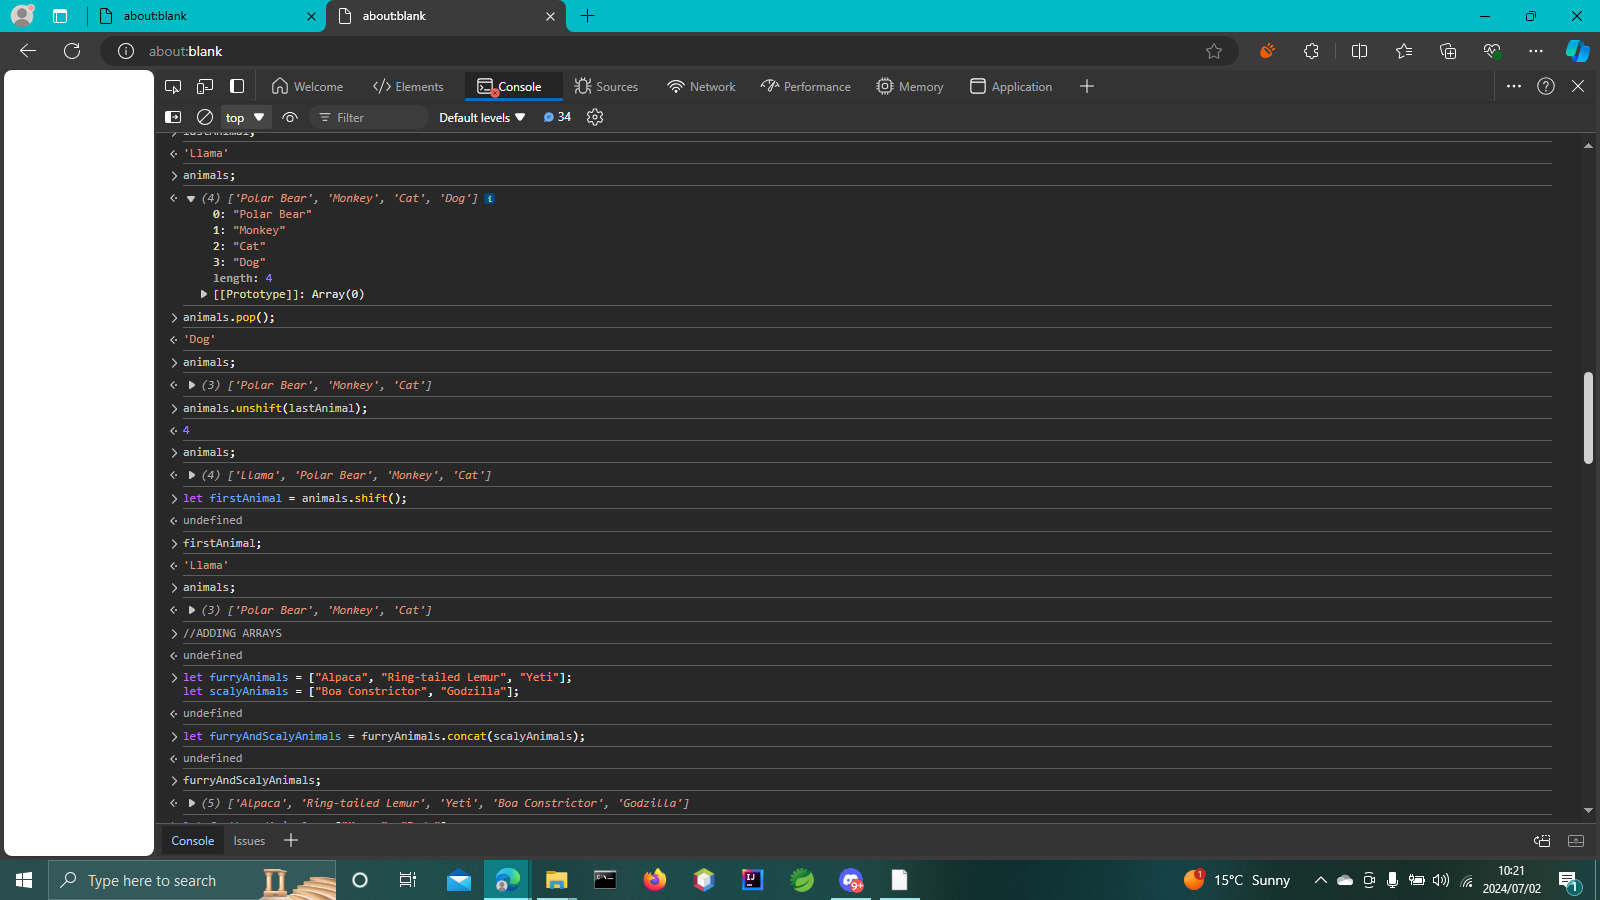 about:blank
about:blank
about:blank
Welcome
Elements
Console
Sources
Network
Performance
Memory
Application
top
Filter
Default levels
34
lastAnimal;
'Llama'
animals;
(4) ['Polar Bear', 'Monkey', 'Cat', 'Dog']
0: "Polar Bear"
1: "Monkey"
2: "Cat"
3: "Dog"
length: 4
[[Prototype]]: Array(0)
animals.pop();
'Dog'
animals;
(3) ['Polar Bear', 'Monkey', 'Cat']
animals.unshift(lastAnimal);
4
animals;
(4) ['Llama', 'Polar Bear', 'Monkey', 'Cat']
let firstAnimal = animals.shift();
undefined
firstAnimal;
'Llama'
animals;
(3) ['Polar Bear', 'Monkey', 'Cat']
//ADDING ARRAYS
undefined
let furryAnimals = ["Alpaca", "Ring-tailed Lemur", "Yeti"];
let scalyAnimals = ["Boa Constrictor", "Godzilla"];
undefined
let furryAndScalyAnimals = furryAnimals.concat(scalyAnimals);
undefined
furryAndScalyAnimals;
(5) ['Alpaca', 'Ring-tailed Lemur', 'Yeti', 'Boa Constrictor', 'Godzilla']
Console
Issues
Type here to search
9+
1
15°C Sunny
10:21
2024/07/02
1